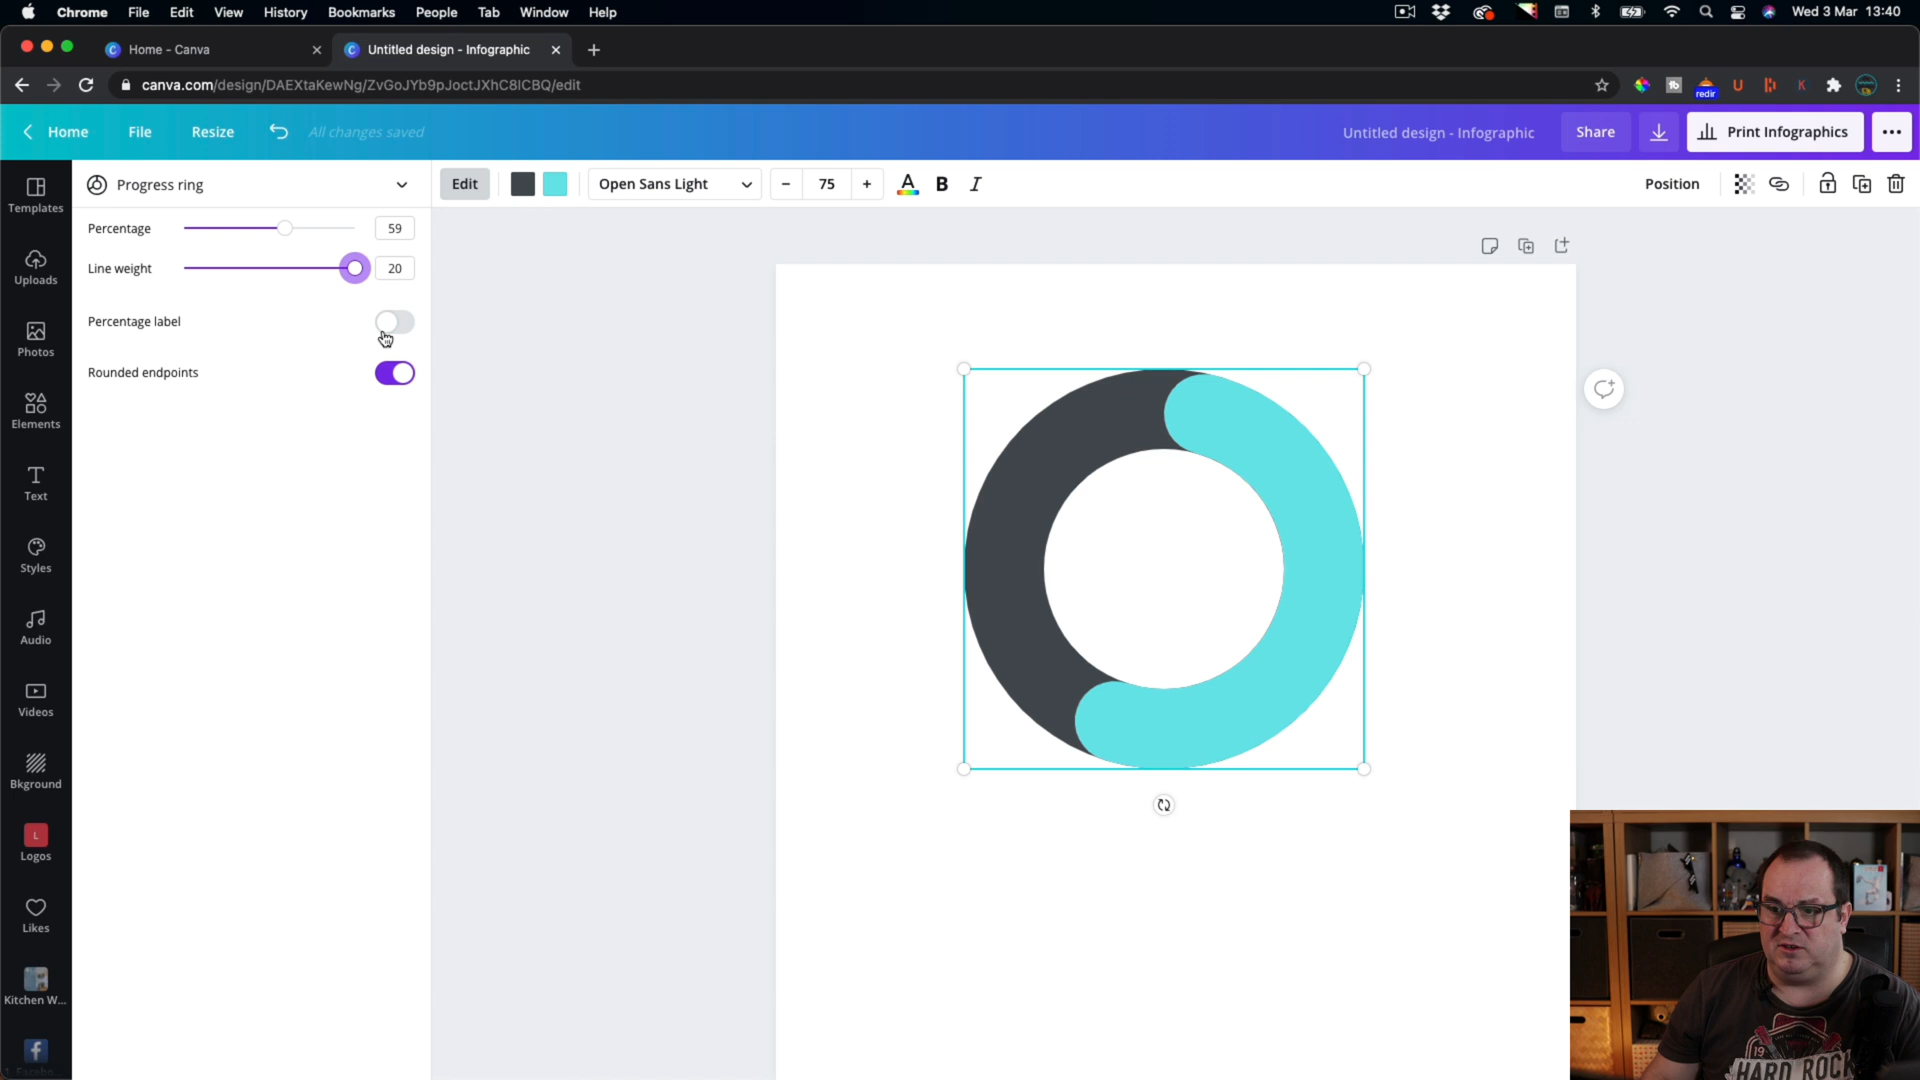 Chrome File Edit View History Bookmarks People Tab Window Help Wed 3 Mar 13:40
Home - Canva Untitled design - Infographic
canva.com/design/DAEXtaKewNg/ZvGoJYb9pJoctJXhC8ICBQ/edit
redir
Home File Resize All changes saved Untitled design - Infographic Share Print Infographics
Progress ring Edit Open Sans Light 75 Position
Percentage 59
Line weight 20
Percentage label
Rounded endpoints
Templates
Uploads
Photos
Elements
Text
Styles
Audio
Videos
Bkground
L
Logos
Likes
Kitchen W...
HARD ROCK